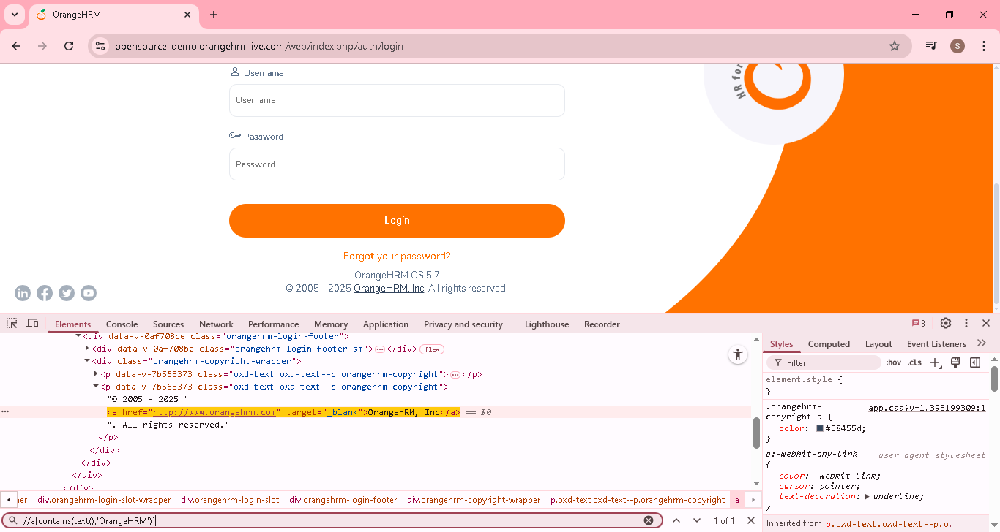 OrangeHRM
opensource-demo.orangehrmlive.com/web/index.php/auth/login
S
HR for
Username
Username
Password
Password
Login
Forgot your password?
OrangeHRM OS 5.7
© 2005 - 2025 OrangeHRM, Inc. All rights reserved.
Elements Console Sources Network Performance Memory Application Privacy and security Lighthouse Recorder 3
<div data-v-0af708be class="orangehrm-login-footer">
<div data-v-0af708be class="orangehrm-login-footer-sm"> … </div> flex
<div class="orangehrm-copyright-wrapper">
<p data-v-7b563373 class="oxd-text oxd-text--p orangehrm-copyright"> … </p>
<p data-v-7b563373 class="oxd-text oxd-text--p orangehrm-copyright">
"© 2005 - 2025 "
… <a href="http://www.orangehrm.com" target="_blank">OrangeHRM, Inc</a> == $0
". All rights reserved."
</p>
</div>
</div>
</div>
</div>
ner div.orangehrm-login-slot-wrapper div.orangehrm-login-slot div.orangehrm-login-footer div.orangehrm-copyright-wrapper p.oxd-text.oxd-text--p.orangehrm-copyright a
//a[contains(text(),'OrangeHRM')] 1 of 1
Styles Computed Layout Event Listeners
Filter :hov .cls
element.style {
}
.orangehrm- app.css?v=1…393199309:1
copyright a {
color: #38455d;
}
a:-webkit-any-link user agent stylesheet
{
color: -webkit-link;
cursor: pointer;
text-decoration: underline;
}
Inherited from p.oxd-text.oxd-text--p.o…